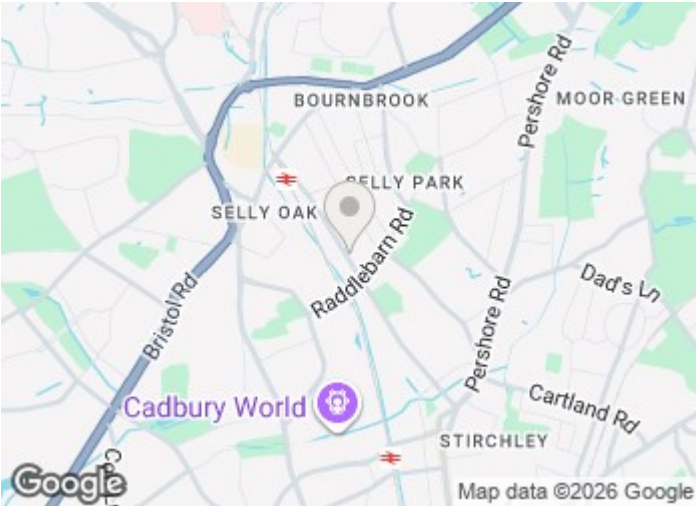 Pershore Rd
BOURNBROOK
MOOR GREEN
SELLY PARK
SELLY OAK
Raddlebarn Rd
Dad's Ln
Bristol Rd
Pershore Rd
Cadbury World
Cartland Rd
STIRCHLEY
Google
Map data ©2026 Google